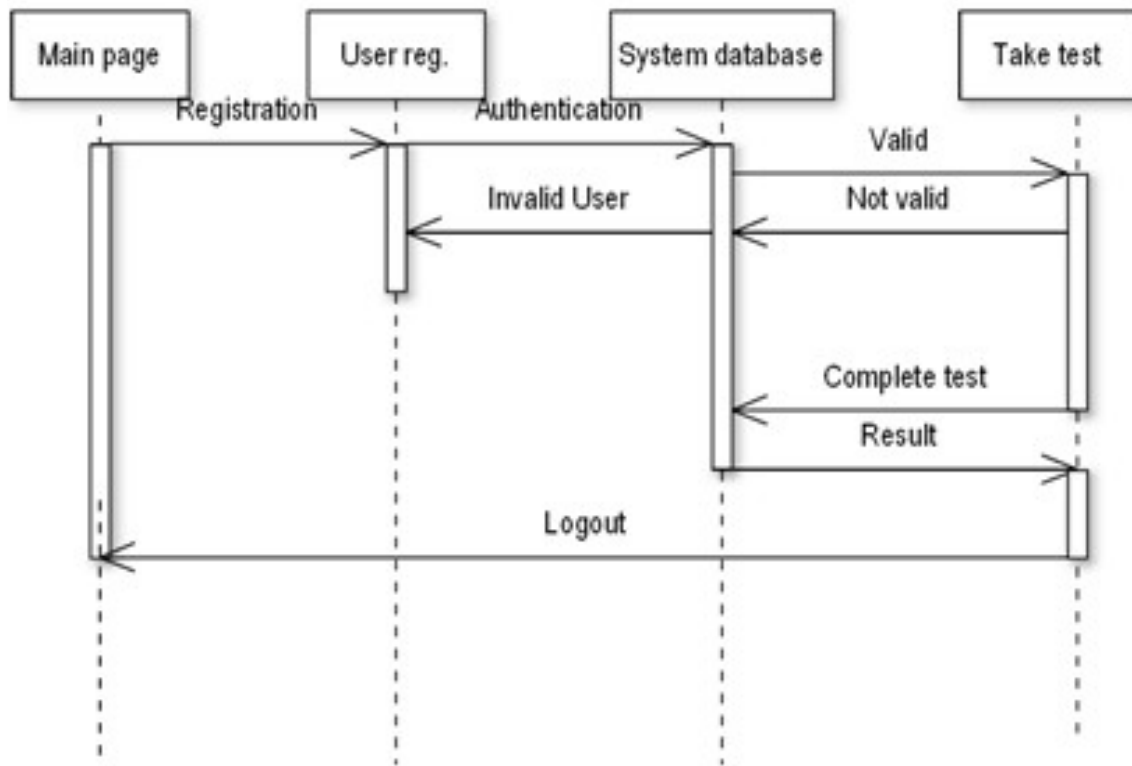 Main page
User reg.
System database
Take test
Registration
Authentication
Valid
Invalid User
Not valid
Complete test
Result
Logout